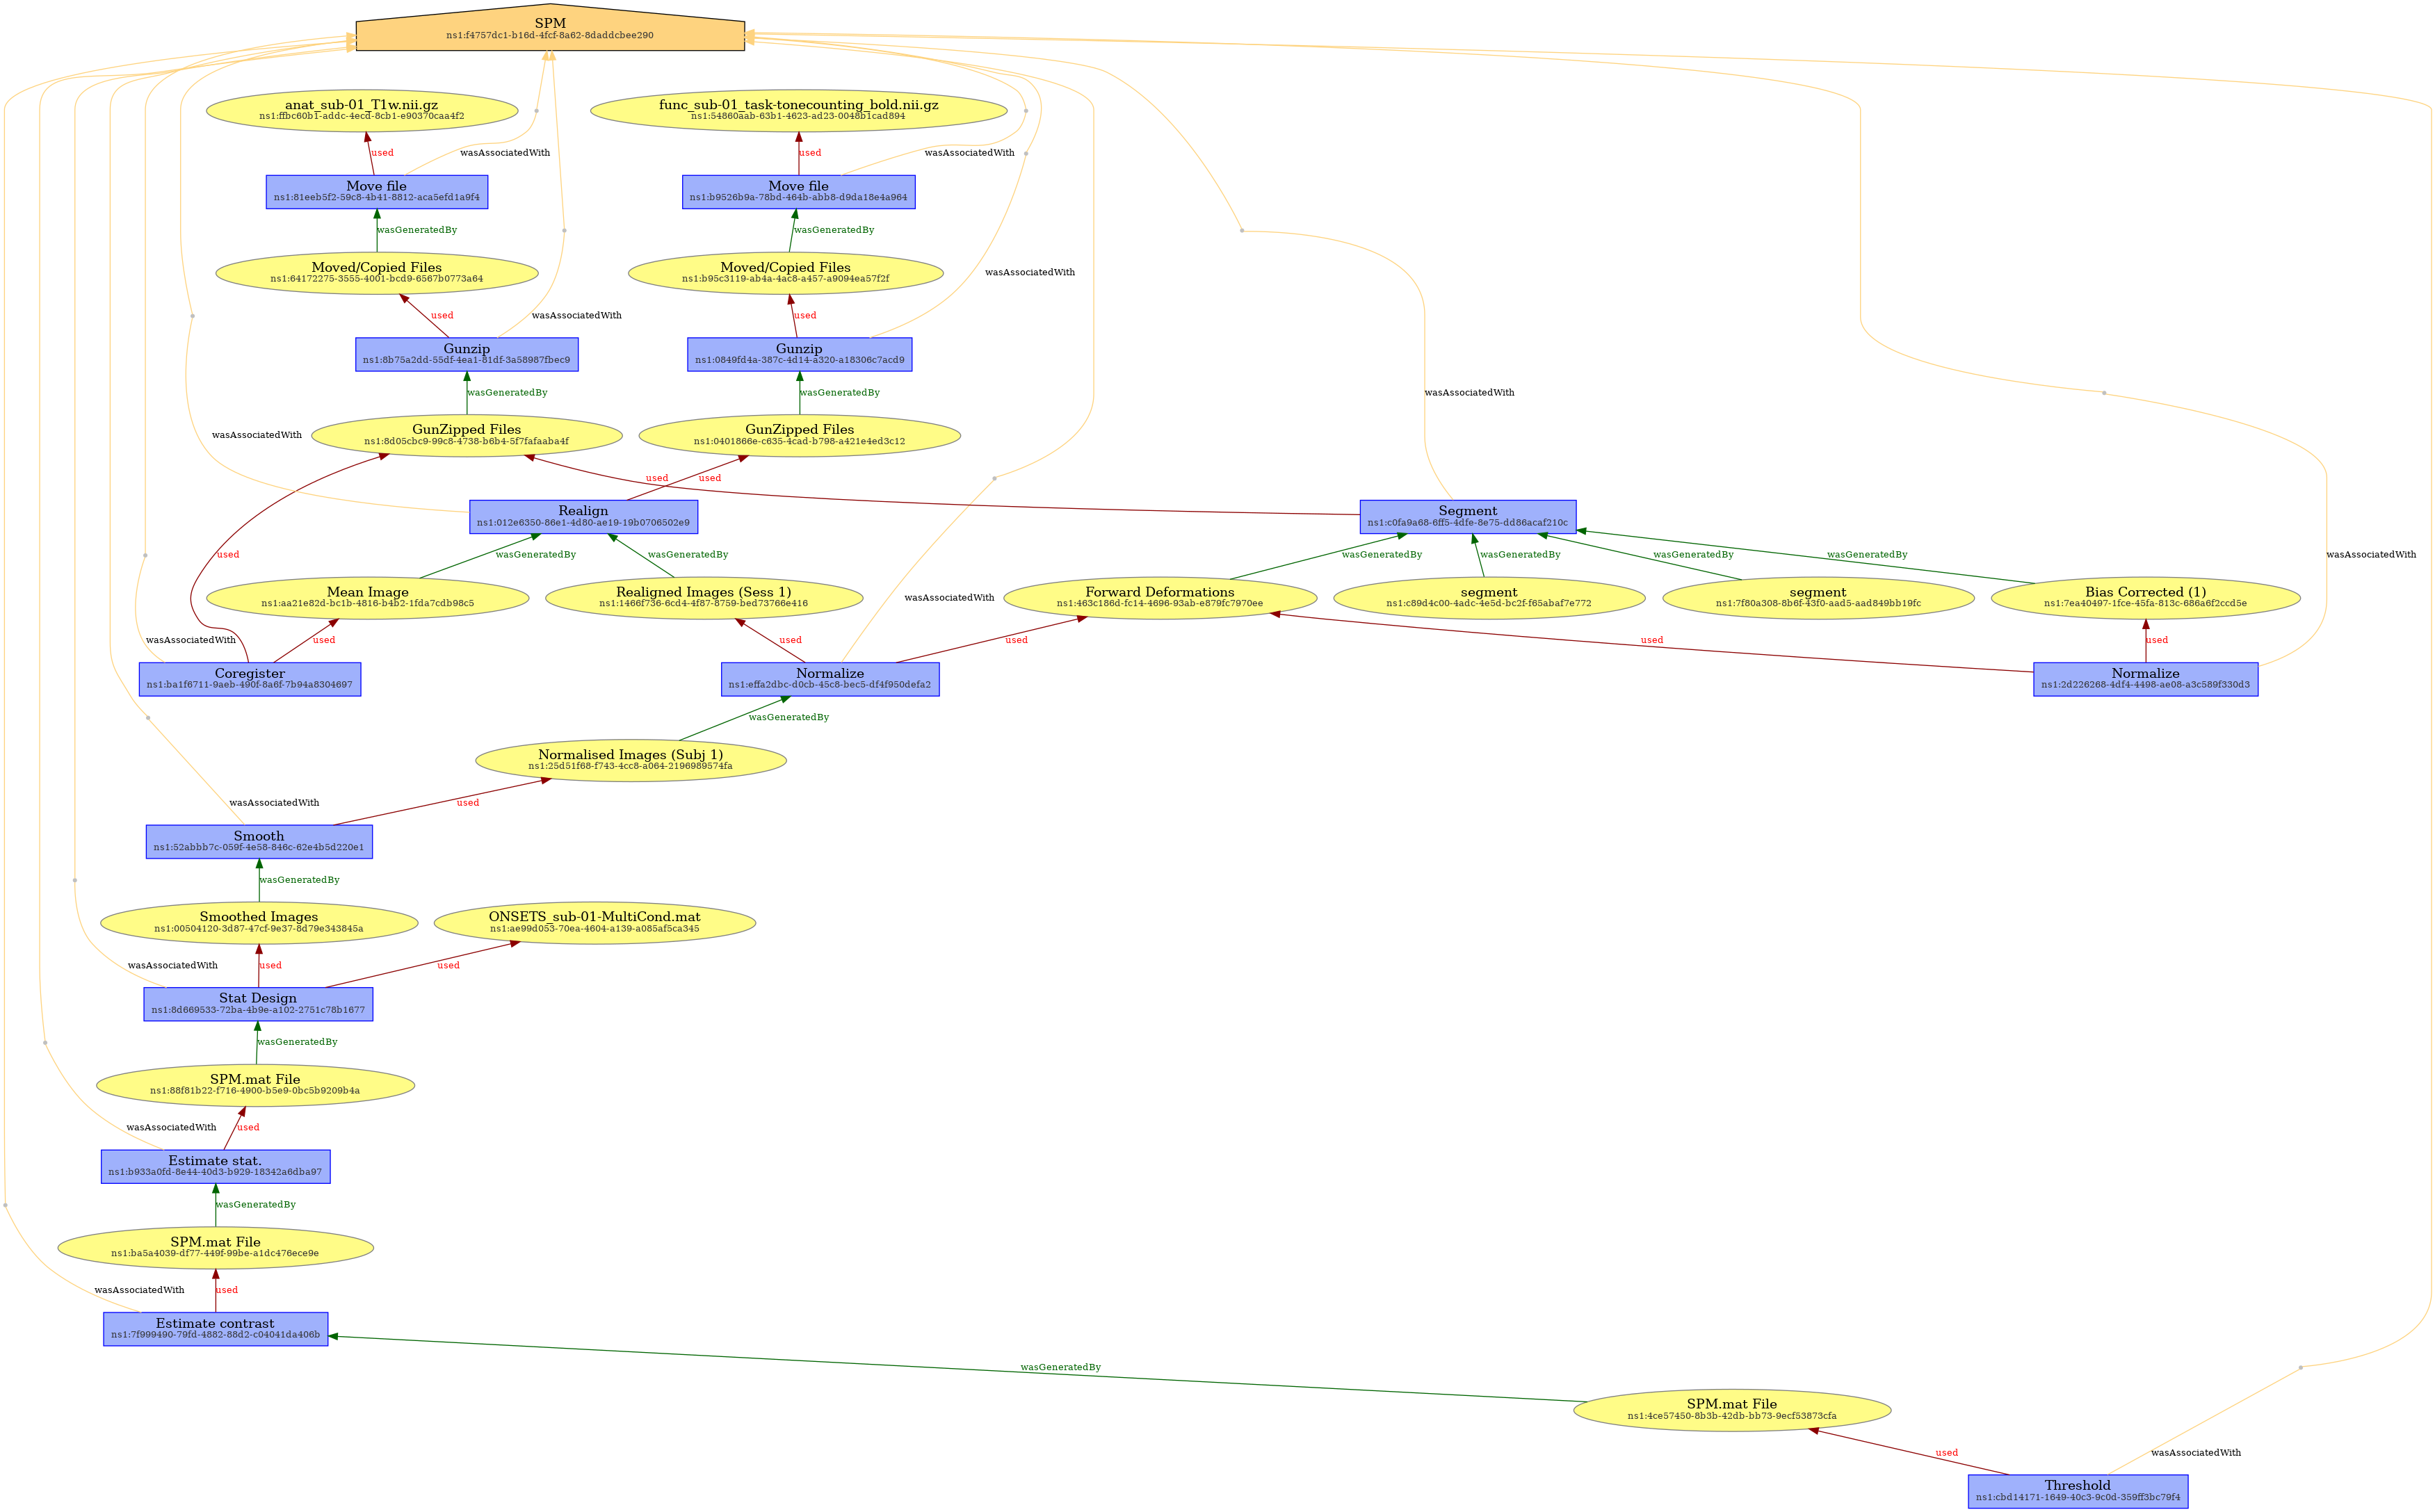 SPM
ns1:f4757dc1-b16d-4fcf-8a62-8daddcbee290
anat_sub-01_T1w.nii.gz
ns1:ffbc60b1-addc-4ecd-8cb1-e90370caa4f2
func_sub-01_task-tonecounting_bold.nii.gz
ns1:54860aab-63b1-4623-ad23-0048b1cad894
used
wasAssociatedWith
used
wasAssociatedWith
Move file
ns1:81eeb5f2-59c8-4b41-8812-aca5efd1a9f4
Move file
ns1:b9526b9a-78bd-464b-abb8-d9da18e4a964
wasGeneratedBy
wasGeneratedBy
Moved/Copied Files
ns1:64172275-3555-4001-bcd9-6567b0773a64
Moved/Copied Files
ns1:b95c3119-ab4a-4ac8-a457-a9094ea57f2f
wasAssociatedWith
used
wasAssociatedWith
used
Gunzip
ns1:8b75a2dd-55df-4ea1-81df-3a58987fbec9
Gunzip
ns1:0849fd4a-387c-4d14-a320-a18306c7acd9
wasGeneratedBy
wasGeneratedBy
wasAssociatedWith
GunZipped Files
ns1:8d05cbc9-99c8-4738-b6b4-5f7fafaaba4f
GunZipped Files
ns1:0401866e-c635-4cad-b798-a421e4ed3c12
wasAssociatedWith
used
used
Realign
ns1:012e6350-86e1-4d80-ae19-19b0706502e9
Segment
ns1:c0fa9a68-6ff5-4dfe-8e75-dd86acaf210c
used
wasGeneratedBy
wasGeneratedBy
wasGeneratedBy
wasGeneratedBy
wasGeneratedBy
wasGeneratedBy
wasAssociatedWith
Mean Image
ns1:aa21e82d-bc1b-4816-b4b2-1fda7cdb98c5
Realigned Images (Sess 1)
ns1:1466f736-6cd4-4f87-8759-bed73766e416
Forward Deformations
ns1:463c186d-fc14-4696-93ab-e879fc7970ee
segment
ns1:c89d4c00-4adc-4e5d-bc2f-f65abaf7e772
segment
ns1:7f80a308-8b6f-43f0-aad5-aad849bb19fc
Bias Corrected (1)
ns1:7ea40497-1fce-45fa-813c-686a6f2ccd5e
wasAssociatedWith
wasAssociatedWith
used
used
used
used
used
Coregister
ns1:ba1f6711-9aeb-490f-8a6f-7b94a8304697
Normalize
ns1:effa2dbc-d0cb-45c8-bec5-df4f950defa2
Normalize
ns1:2d226268-4df4-4498-ae08-a3c589f330d3
wasGeneratedBy
Normalised Images (Subj 1)
ns1:25d51f68-f743-4cc8-a064-2196989574fa
wasAssociatedWith
used
Smooth
ns1:52abbb7c-059f-4e58-846c-62e4b5d220e1
wasGeneratedBy
Smoothed Images
ns1:00504120-3d87-47cf-9e37-8d79e343845a
ONSETS_sub-01-MultiCond.mat
ns1:ae99d053-70ea-4604-a139-a085af5ca345
wasAssociatedWith
used
used
Stat Design
ns1:8d669533-72ba-4b9e-a102-2751c78b1677
wasGeneratedBy
SPM.mat File
ns1:88f81b22-f716-4900-b5e9-0bc5b9209b4a
wasAssociatedWith
used
Estimate stat.
ns1:b933a0fd-8e44-40d3-b929-18342a6dba97
wasGeneratedBy
SPM.mat File
ns1:ba5a4039-df77-449f-99be-a1dc476ece9e
wasAssociatedWith
used
Estimate contrast
ns1:7f999490-79fd-4882-88d2-c04041da406b
wasGeneratedBy
SPM.mat File
ns1:4ce57450-8b3b-42db-bb73-9ecf53873cfa
used
wasAssociatedWith
Threshold
ns1:cbd14171-1649-40c3-9c0d-359ff3bc79f4